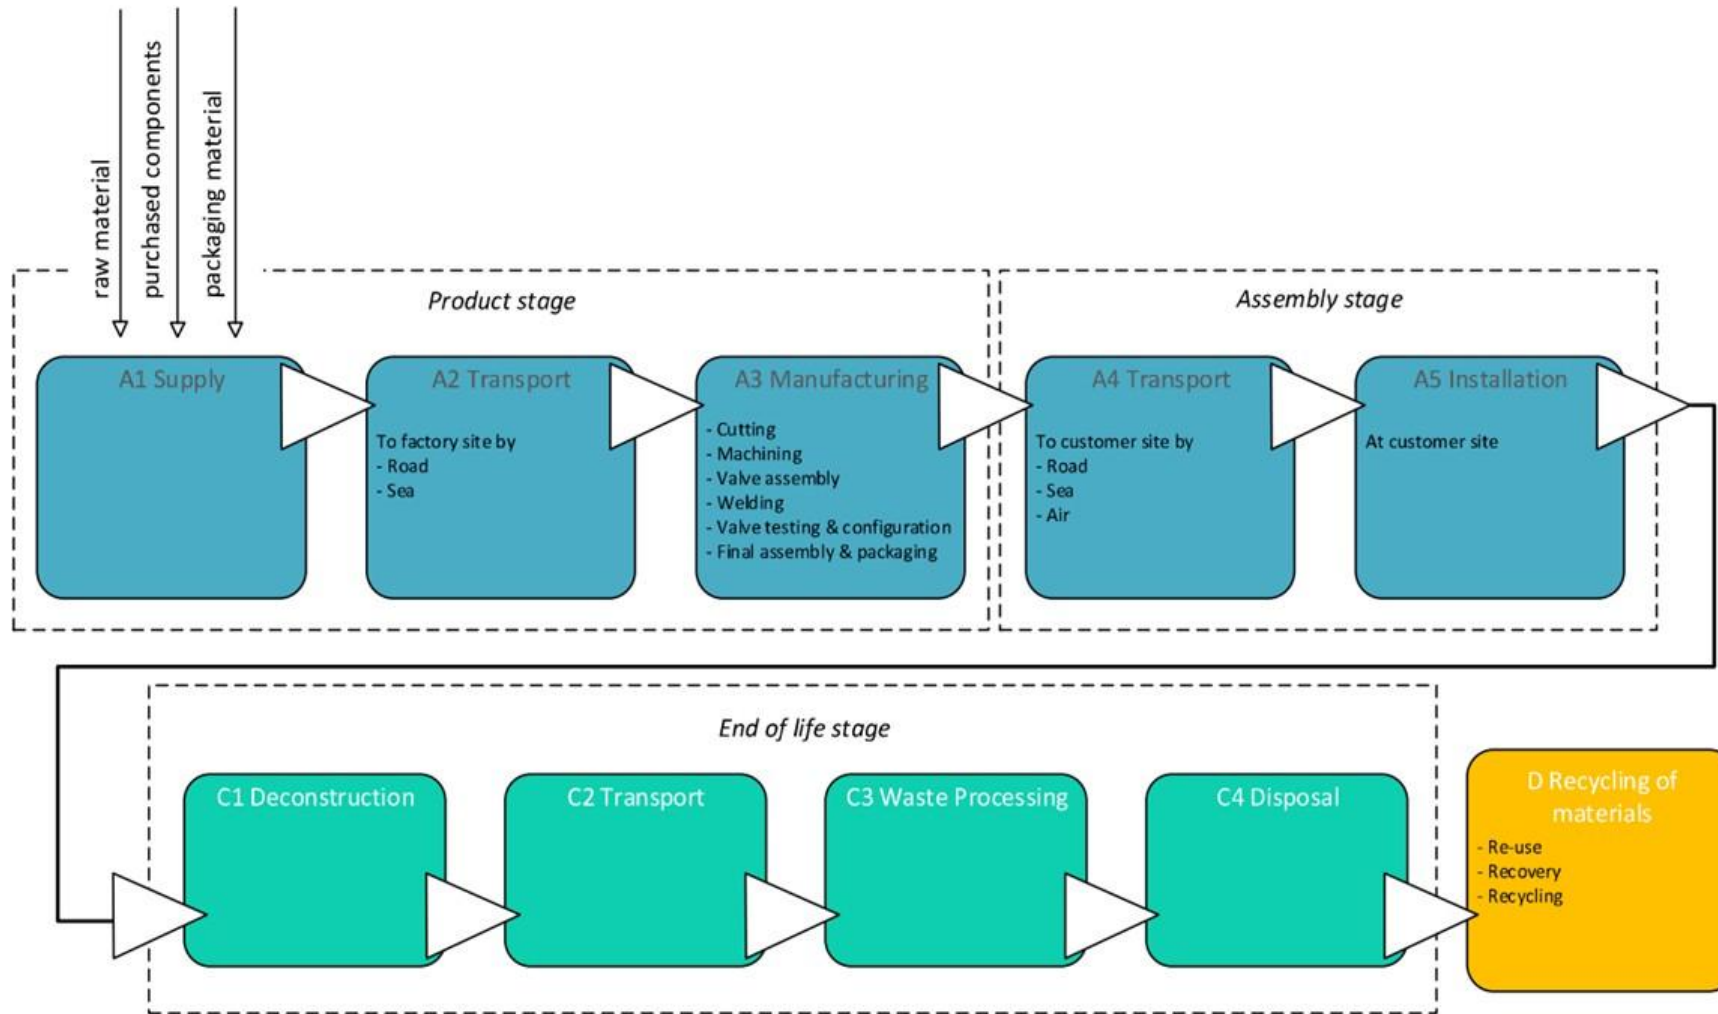 raw material
purchased components
packaging material
Product stage
Assembly stage
A1 Supply
A2 Transport
To factory site by
- Road
- Sea
A3 Manufacturing
- Cutting
- Machining
- Valve assembly
- Welding
- Valve testing & configuration
- Final assembly & packaging
A4 Transport
To customer site by
- Road
- Sea
- Air
A5 Installation
At customer site
End of life stage
C1 Deconstruction
C2 Transport
C3 Waste Processing
C4 Disposal
D Recycling of
materials
- Re-use
- Recovery
- Recycling